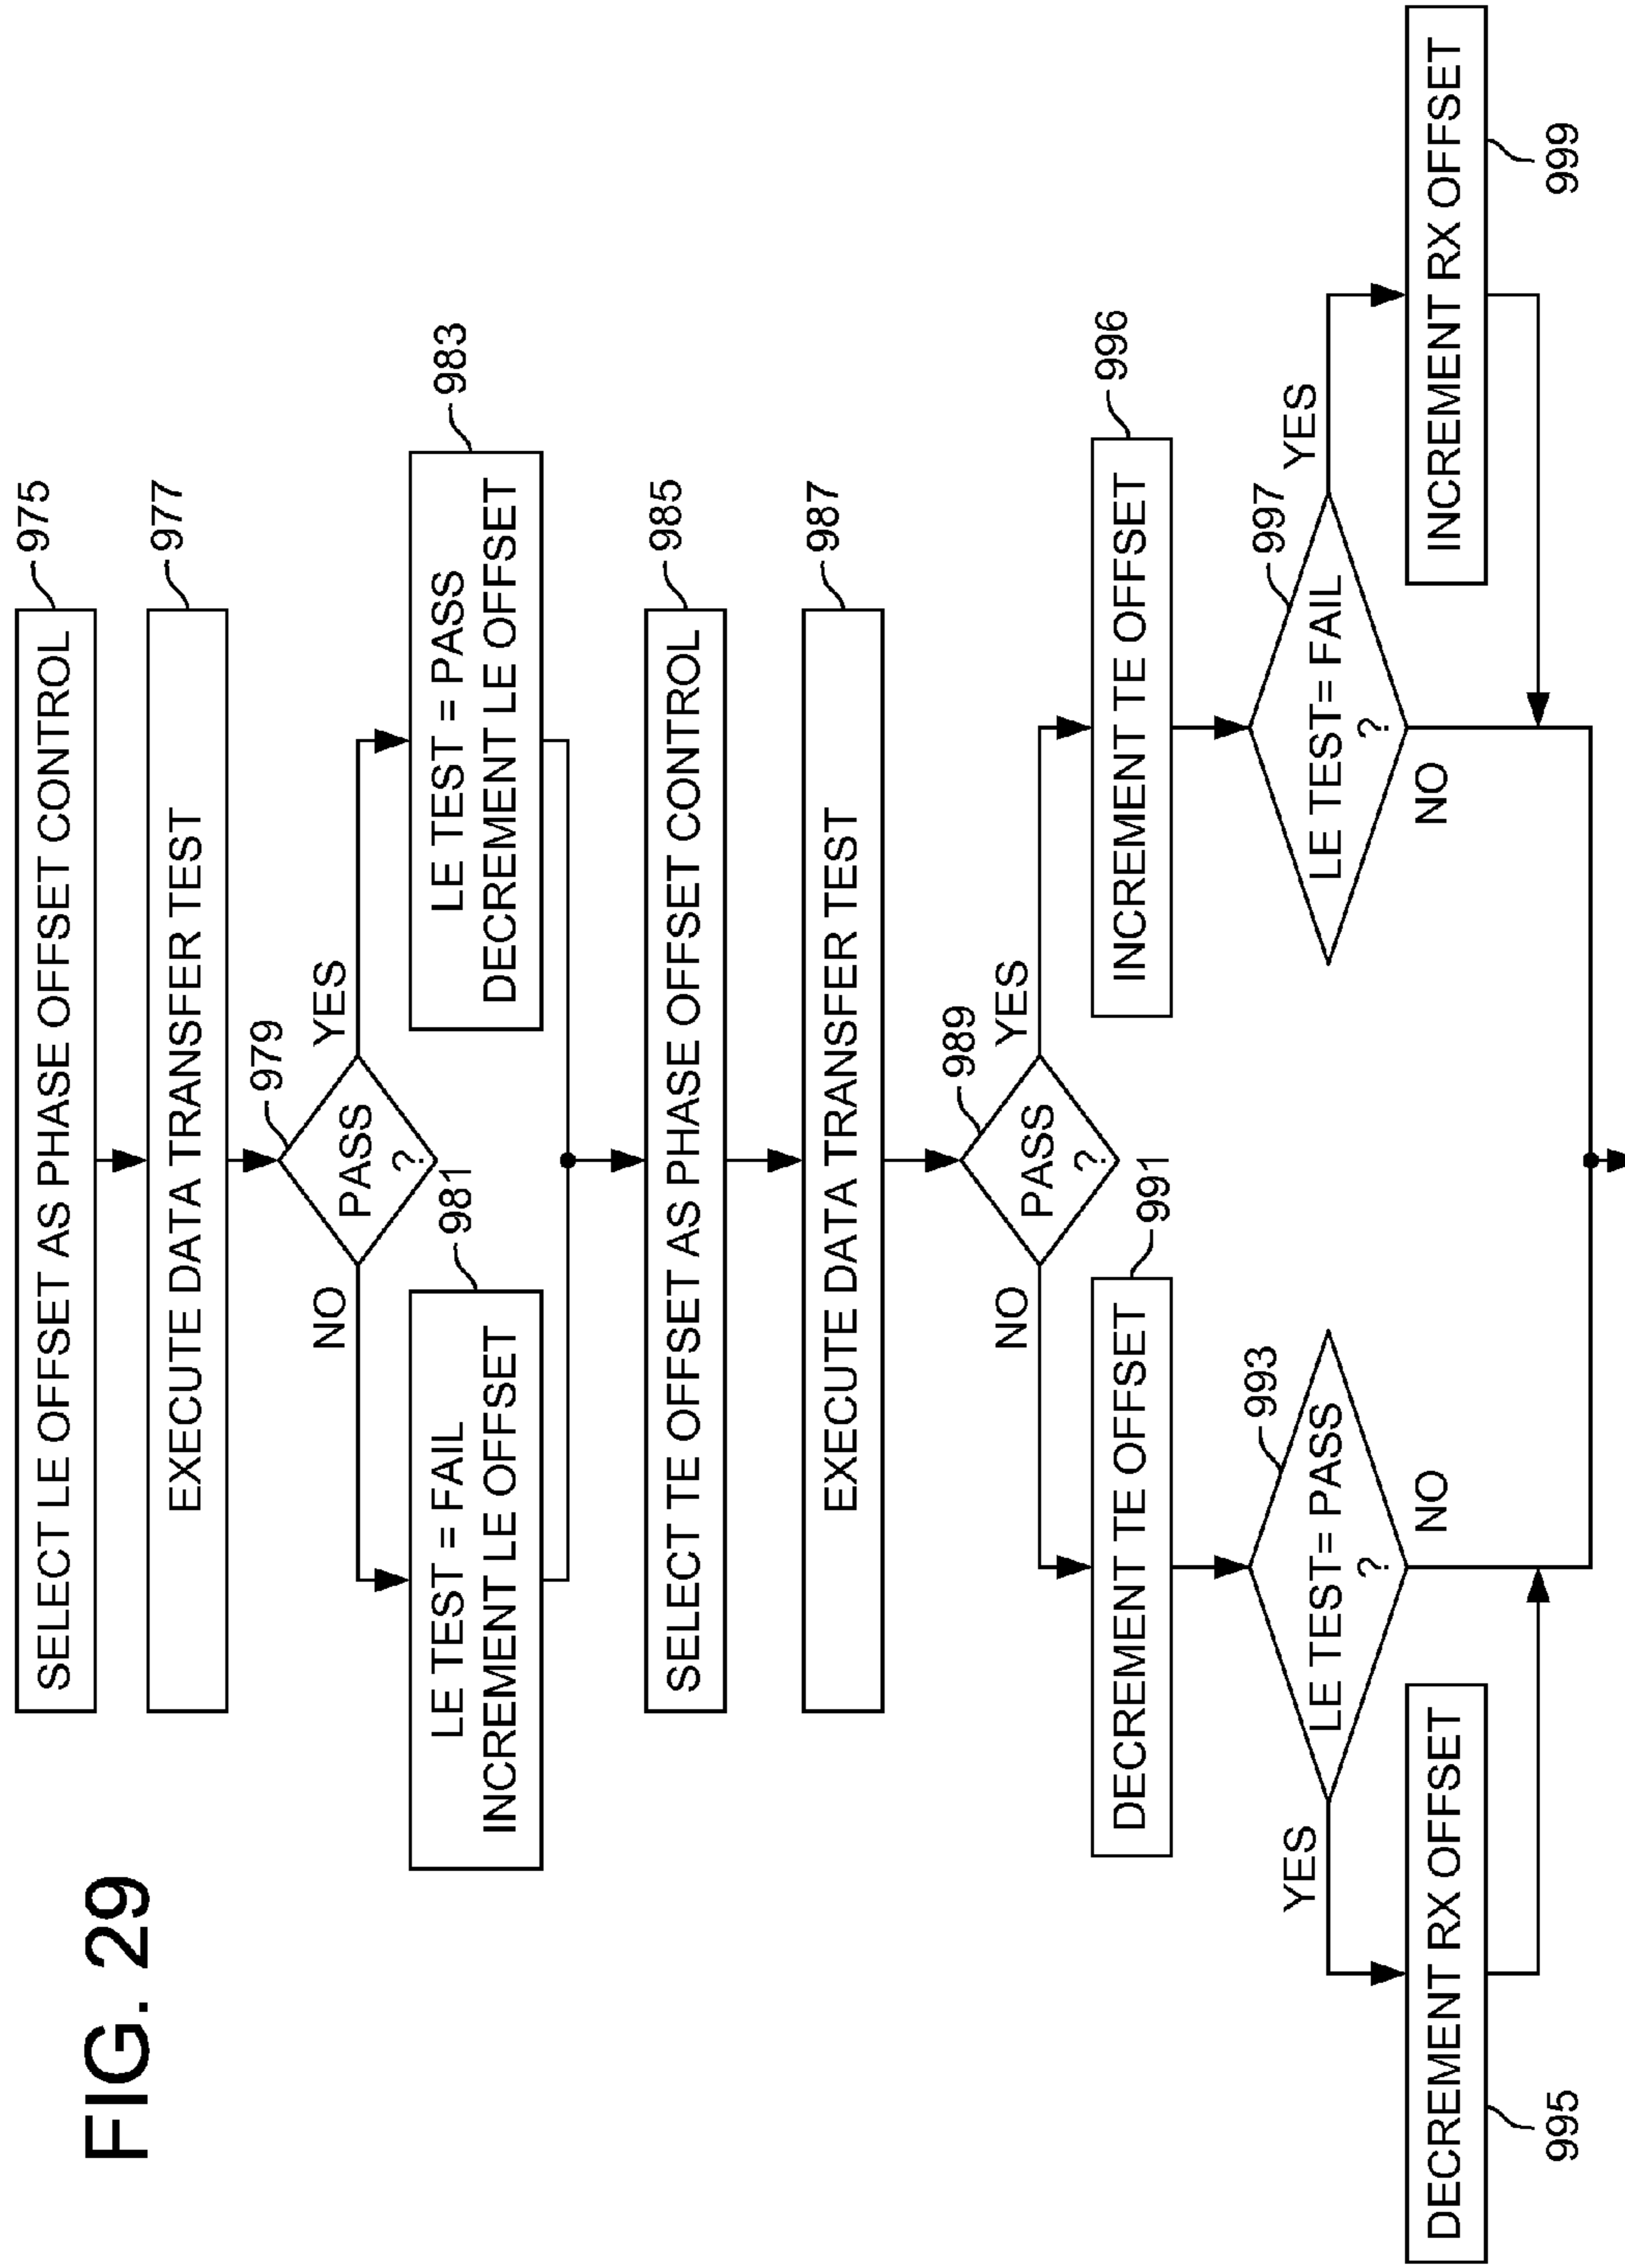 FIG. 29
SELECT LE OFFSET AS PHASE OFFSET CONTROL
975
EXECUTE DATA TRANSFER TEST
977
979
PASS
?
NO
YES
981
LE TEST = FAIL
INCREMENT LE OFFSET
983
LE TEST = PASS
DECREMENT LE OFFSET
SELECT TE OFFSET AS PHASE OFFSET CONTROL
985
EXECUTE DATA TRANSFER TEST
987
989
PASS
?
NO
YES
991
DECREMENT TE OFFSET
996
INCREMENT TE OFFSET
993
LE TEST= PASS
?
YES
NO
997
LE TEST= FAIL
?
YES
NO
DECREMENT RX OFFSET
995
INCREMENT RX OFFSET
999